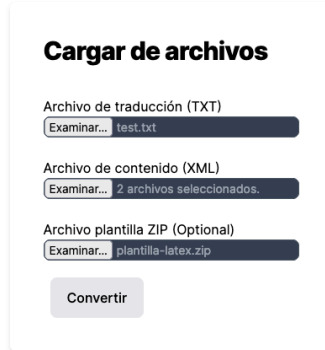 Cargar de archivos
Archivo de traducción (TXT)
Examinar... test.txt
Archivo de contenido (XML)
Examinar... 2 archivos seleccionados.
Archivo plantilla ZIP (Optional)
Examinar... plantilla-latex.zip
Convertir